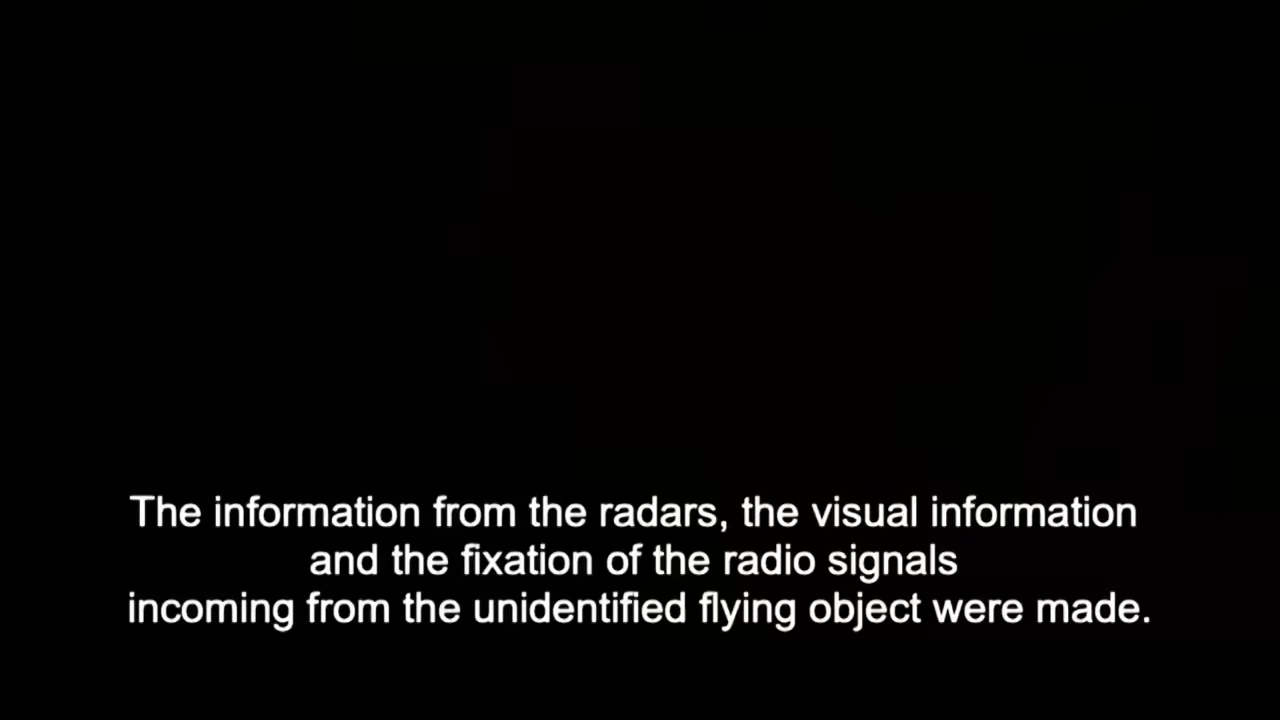 The information from the radars, the visual information
and the fixation of the radio signals
incoming from the unidentified flying object were made.